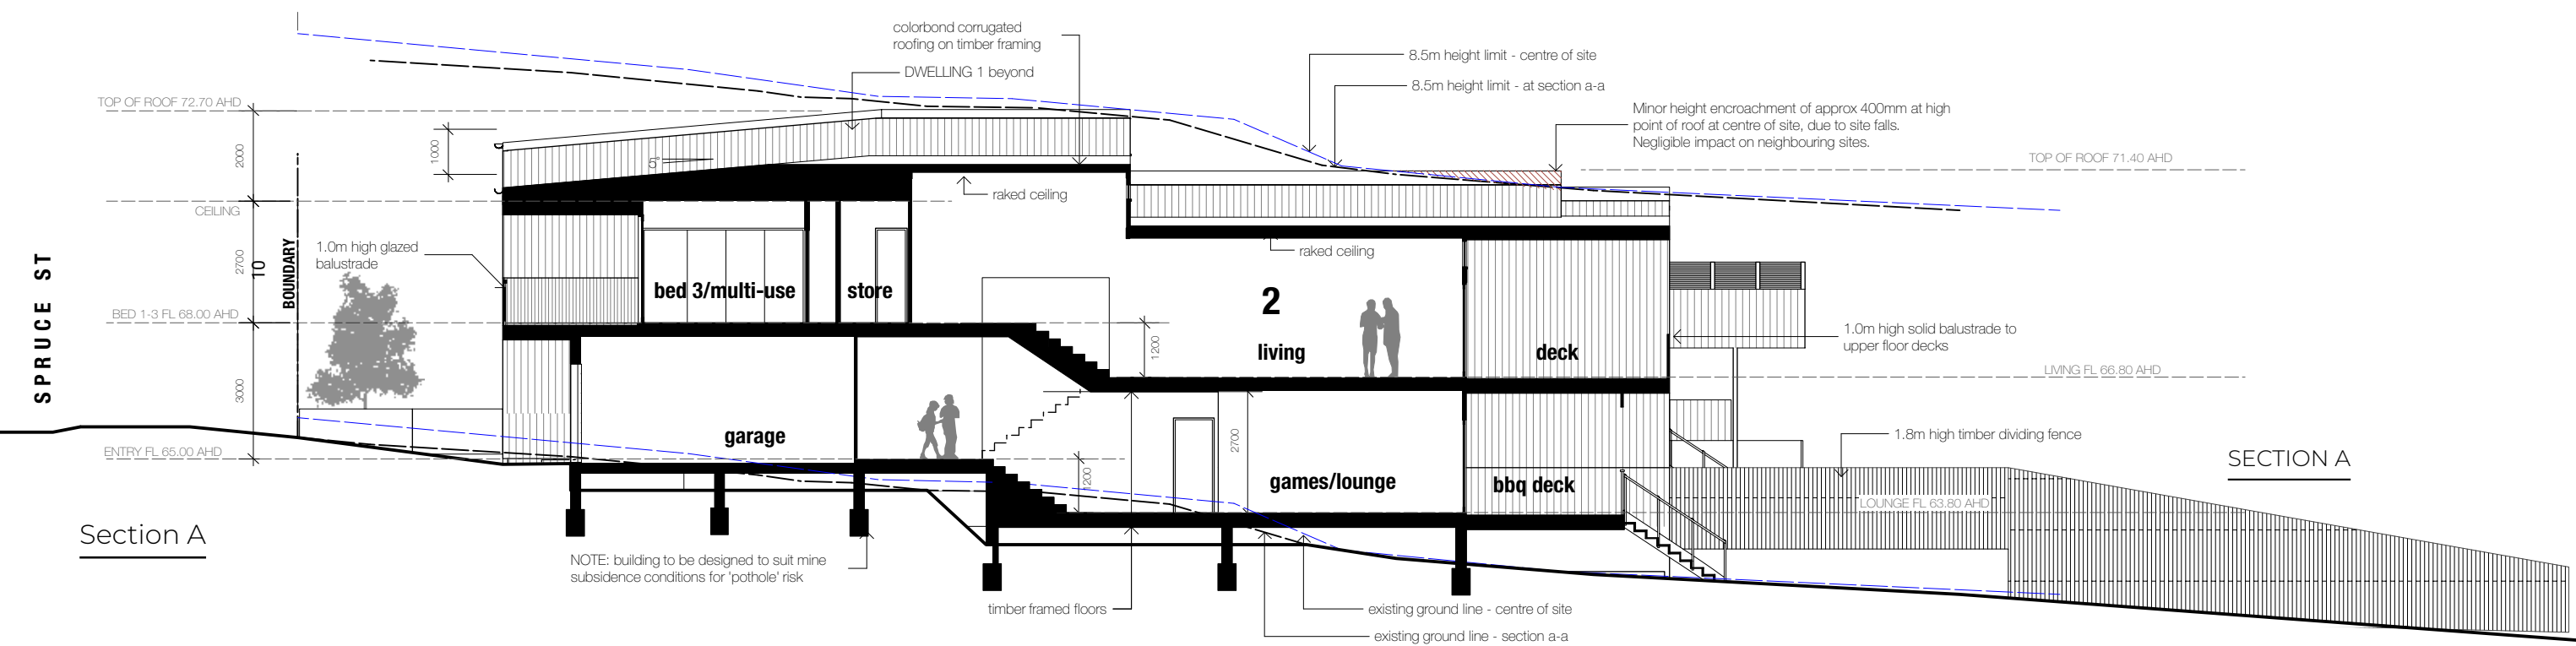 colorbond corrugated
roofing on timber framing
DWELLING 1 beyond
8.5m height limit - centre of site
8.5m height limit - at section a-a
Minor height encroachment of approx 400mm at high
point of roof at centre of site, due to site falls.
Negligible impact on neighbouring sites.
TOP OF ROOF 72.70 AHD
TOP OF ROOF 71.40 AHD
2000
1000
5°
raked ceiling
CEILING
SPRUCE ST
2700
10
BOUNDARY
1.0m high glazed
balustrade
raked ceiling
bed 3/multi-use
store
2
BED 1-3 FL 68.00 AHD
1200
living
deck
1.0m high solid balustrade to
upper floor decks
LIVING FL 66.80 AHD
3000
garage
2700
1.8m high timber dividing fence
ENTRY FL 65.00 AHD
SECTION A
1200
games/lounge
bbq deck
LOUNGE FL 63.80 AHD
Section A
NOTE: building to be designed to suit mine
subsidence conditions for 'pothole' risk
timber framed floors
existing ground line - centre of site
existing ground line - section a-a